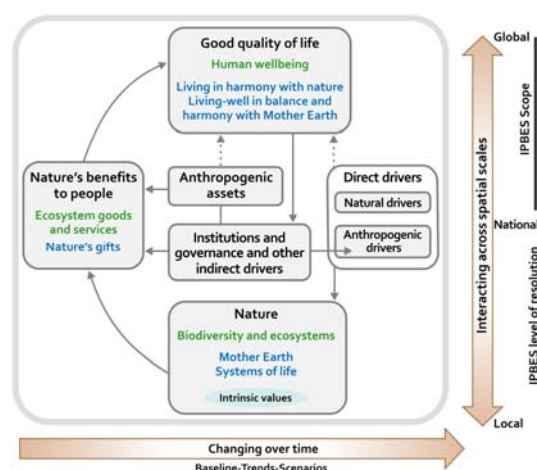 Good quality of life
Human wellbeing
Living in harmony with nature
Living-well in balance and
harmony with Mother Earth
Nature's benefits
to people
Ecosystem goods
and services
Nature's gifts
Anthropogenic
assets
Institutions and
governance and other
indirect drivers
Direct drivers
Natural drivers
Anthropogenic
drivers
Nature
Biodiversity and ecosystems
Mother Earth
Systems of life
Intrinsic values
Changing over time
Baseline-Trends-Scenarios
Interacting across spatial scales
Global
National
Local
IPBES Scope
IPBES level of resolution